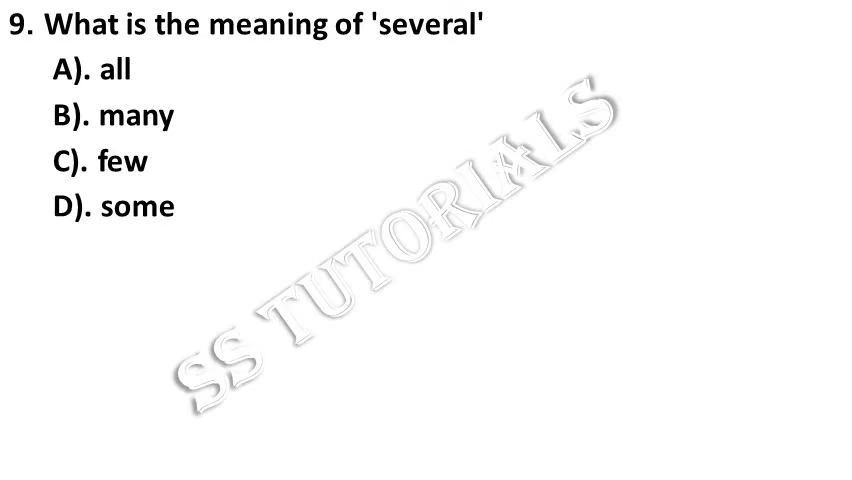 9. What is the meaning of 'several'
A). all
B). many
C). few
D). some
SS TUTORIALS